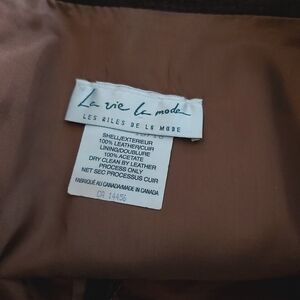 La vie la mode
LES AILES DE LA MODE
SHELL/EXTERIEUR
100% LEATHER/CUIR
LINING/DOUBLURE
100% ACETATE
DRY CLEAN BY LEATHER
PROCESS ONLY
NET SEC PROCESSUS CUIR
FABRIQUÉ AU CANADA/MADE IN CANADA
CA 14456